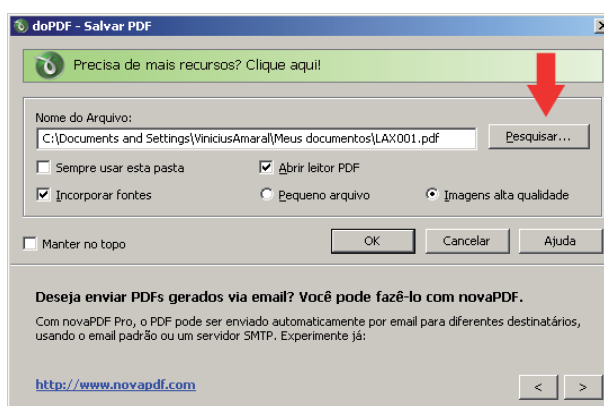 doPDF - Salvar PDF
Precisa de mais recursos? Clique aqui!
Nome do Arquivo:
C:\Documents and Settings\ViniciusAmaral\Meus documentos\LAX001.pdf
Pesquisar...
Sempre usar esta pasta
Abrir leitor PDF
Incorporar fontes
Pequeno arquivo
Imagens alta qualidade
Manter no topo
OK
Cancelar
Ajuda
Deseja enviar PDFs gerados via email? Você pode fazê-lo com novaPDF.
Com novaPDF Pro, o PDF pode ser enviado automaticamente por email para diferentes destinatários,
usando o email padrão ou um servidor SMTP. Experimente já:
http://www.novapdf.com
< >